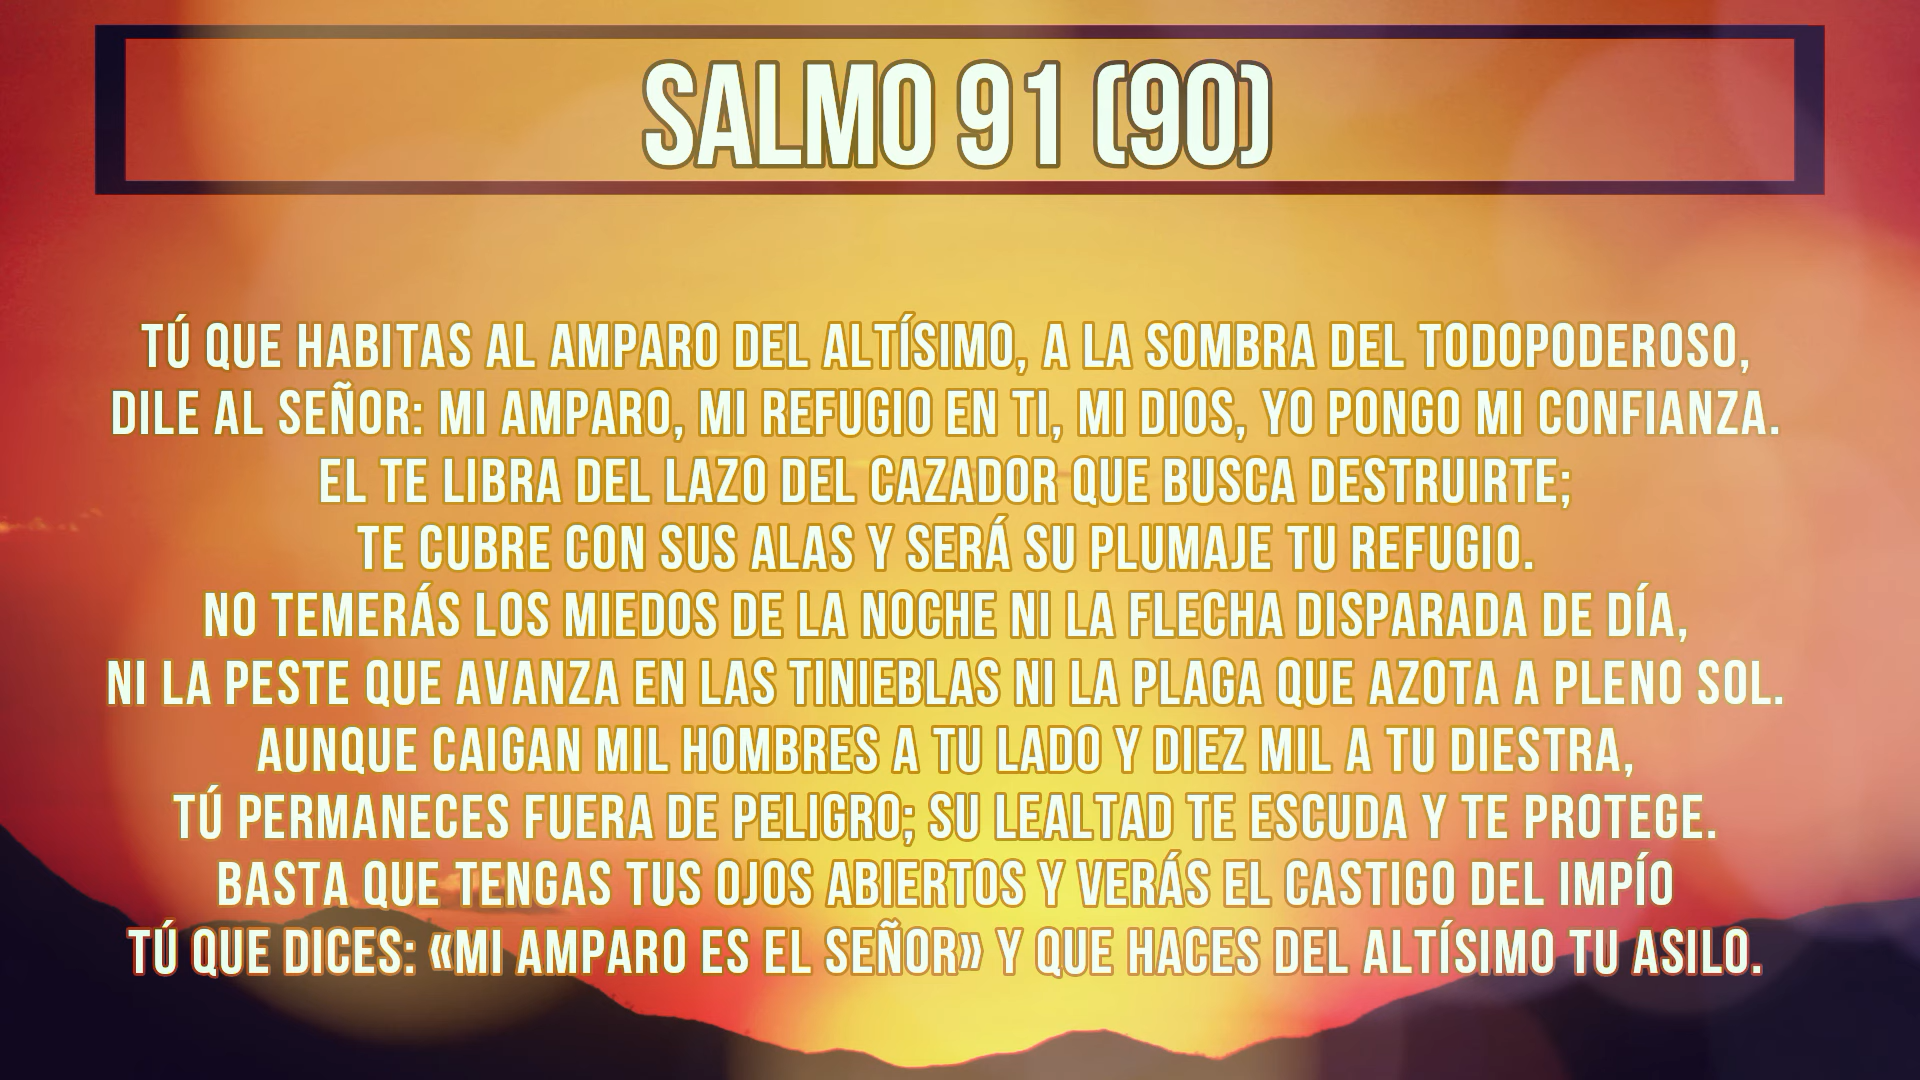 SALMO 91 (90)
TÚ QUE HABITAS AL AMPARO DEL ALTÍSIMO, A LA SOMBRA DEL TODOPODEROSO,
DILE AL SEÑOR: MI AMPARO, MI REFUGIO EN TI, MI DIOS, YO PONGO MI CONFIANZA.
EL TE LIBRA DEL LAZO DEL CAZADOR QUE BUSCA DESTRUIRTE;
TE CUBRE CON SUS ALAS Y SERÁ SU PLUMAJE TU REFUGIO.
NO TEMERÁS LOS MIEDOS DE LA NOCHE NI LA FLECHA DISPARADA DE DÍA,
NI LA PESTE QUE AVANZA EN LAS TINIEBLAS NI LA PLAGA QUE AZOTA A PLENO SOL.
AUNQUE CAIGAN MIL HOMBRES A TU LADO Y DIEZ MIL A TU DIESTRA,
TÚ PERMANECES FUERA DE PELIGRO; SU LEALTAD TE ESCUDA Y TE PROTEGE.
BASTA QUE TENGAS TUS OJOS ABIERTOS Y VERÁS EL CASTIGO DEL IMPÍO
TÚ QUE DICES: «MI AMPARO ES EL SEÑOR» Y QUE HACES DEL ALTÍSIMO TU ASILO.